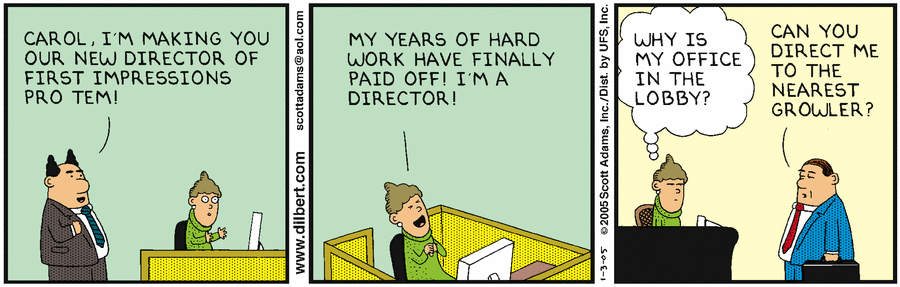 CAROL, I'M MAKING YOU
OUR NEW DIRECTOR OF
FIRST IMPRESSIONS
PRO TEM!
www.dilbert.com
scottadams@aol.com
MY YEARS OF HARD
WORK HAVE FINALLY
PAID OFF! I'M A
DIRECTOR!
1-3-05 © 2005 Scott Adams, Inc./Dist. by UFS, Inc.
WHY IS
MY OFFICE
IN THE
LOBBY?
CAN YOU
DIRECT ME
TO THE
NEAREST
GROWLER?